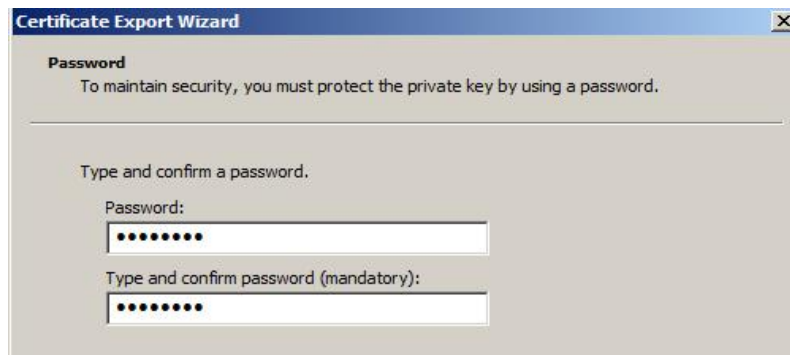 Certificate Export Wizard
Password
To maintain security, you must protect the private key by using a password.
Type and confirm a password.
Password:
••••••••
Type and confirm password (mandatory):
••••••••